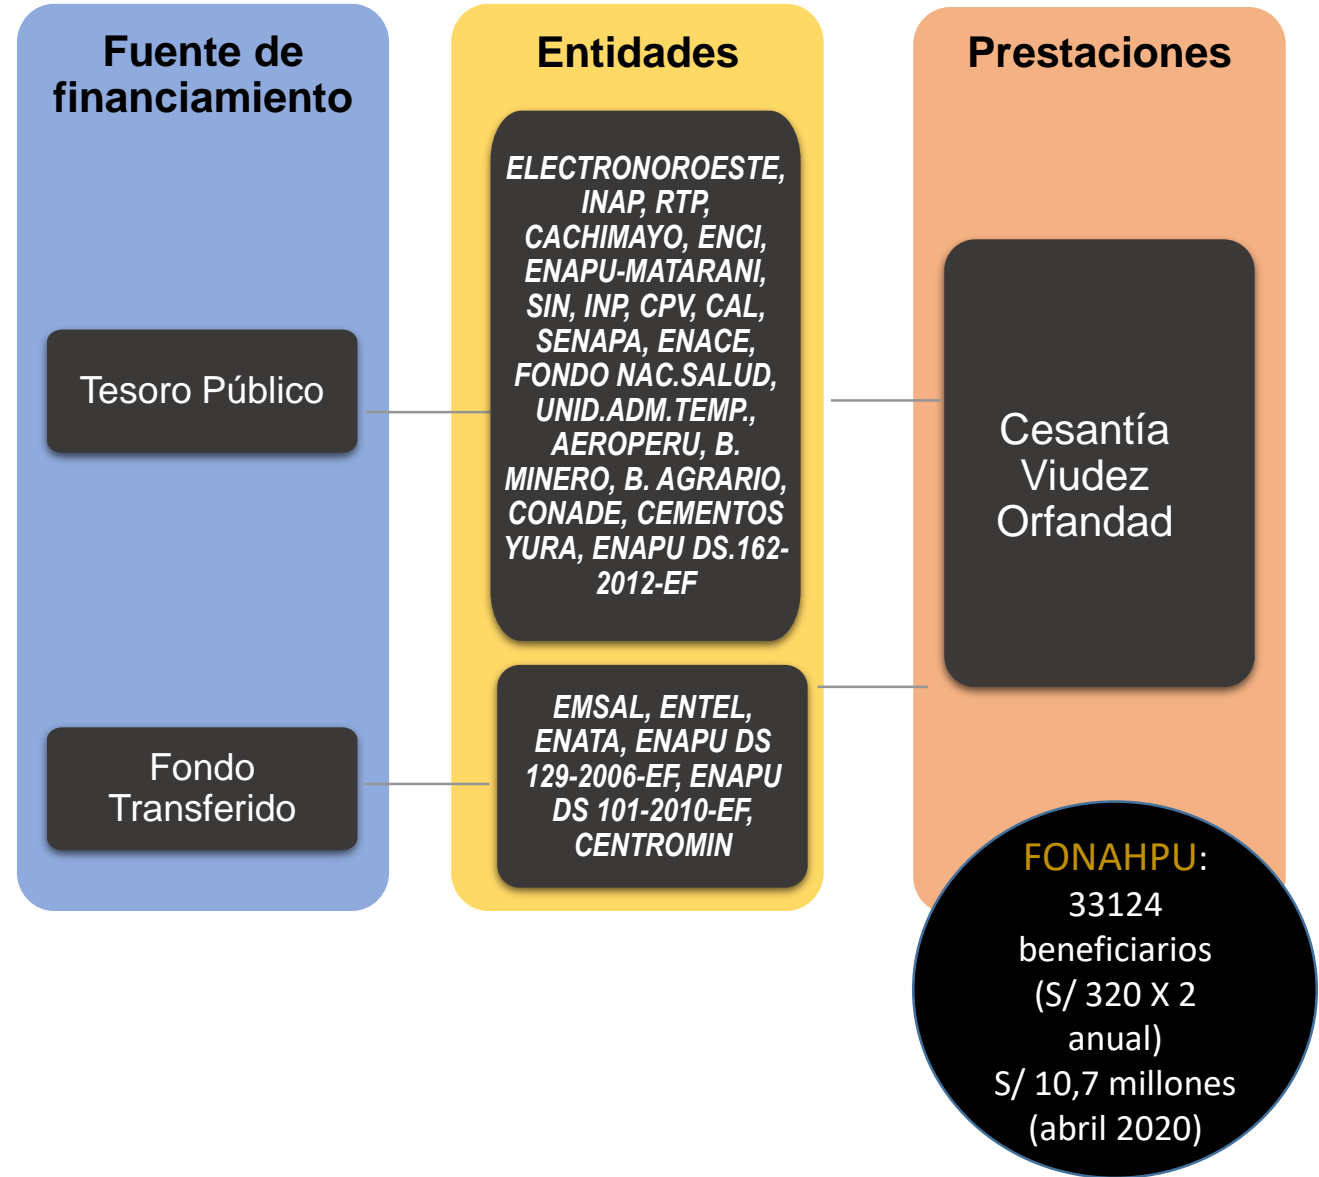 Fuente de
financiamiento
Tesoro Público
Fondo
Transferido
Entidades
ELECTRONOROESTE,
INAP, RTP,
CACHIMAYO, ENCI,
ENAPU-MATARANI,
SIN, INP, CPV, CAL,
SENAPA, ENACE,
FONDO NAC.SALUD,
UNID.ADM.TEMP.,
AEROPERU, B.
MINERO, B. AGRARIO,
CONADE, CEMENTOS
YURA, ENAPU DS.162-
2012-EF
EMSAL, ENTEL,
ENATA, ENAPU DS
129-2006-EF, ENAPU
DS 101-2010-EF,
CENTROMIN
Prestaciones
Cesantía
Viudez
Orfandad
FONAHPU:
33124
beneficiarios
(S/ 320 X 2
anual)
S/ 10,7 millones
(abril 2020)